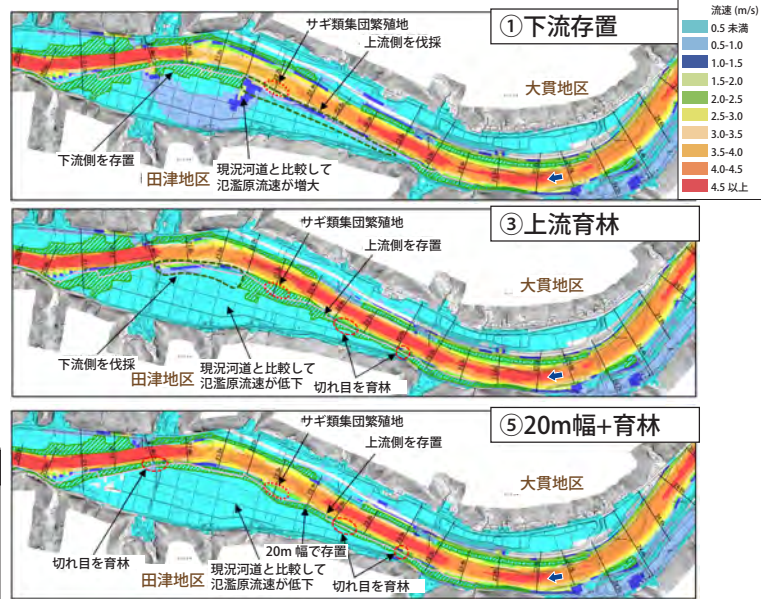 流速 (m/s)
0.5 未満
0.5-1.0
1.0-1.5
1.5-2.0
2.0-2.5
2.5-3.0
3.0-3.5
3.5-4.0
4.0-4.5
4.5 以上
①下流存置
サギ類集団繁殖地
上流側を伐採
大貫地区
下流側を存置
現況河道と比較して
氾濫原流速が増大
田津地区
③上流育林
サギ類集団繁殖地
上流側を存置
大貫地区
下流側を伐採
現況河道と比較して
氾濫原流速が低下
田津地区
切れ目を育林
⑤20m幅+育林
サギ類集団繁殖地
上流側を存置
大貫地区
切れ目を育林
20m 幅で存置
現況河道と比較して
氾濫原流速が低下
田津地区
切れ目を育林